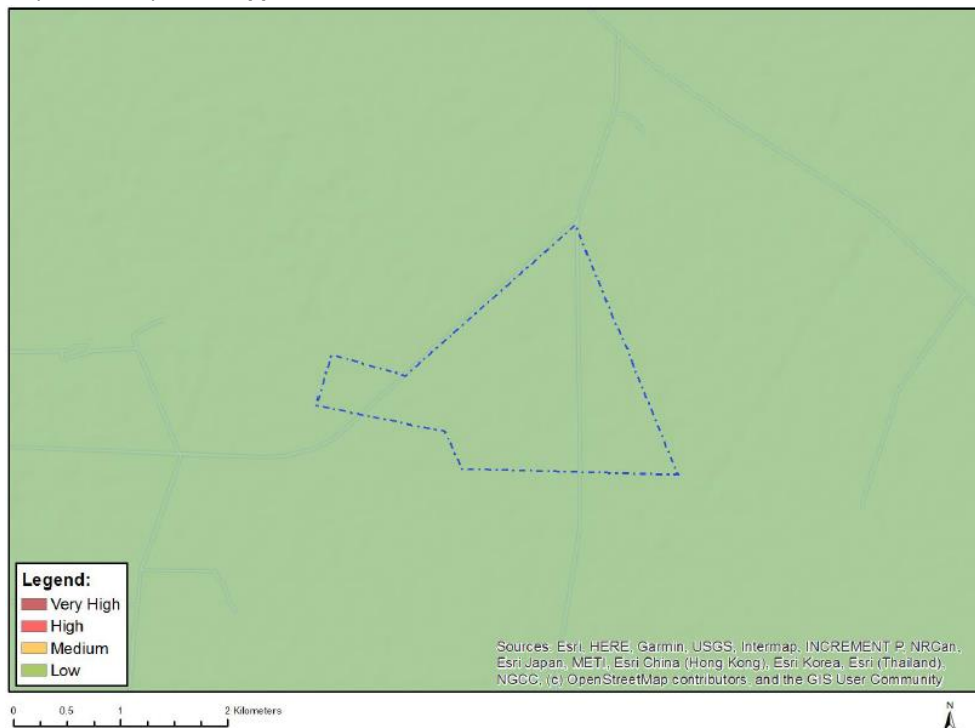 Legend:
Very High
High
Medium
Low
Sources: Esri, HERE, Garmin, USGS, Intermap, INCREMENT P, NRCan,
Esri Japan, METI, Esri China (Hong Kong), Esri Korea, Esri (Thailand),
NGCC, (c) OpenStreetMap contributors, and the GIS User Community
0 0.5 1 2 Kilometers
N